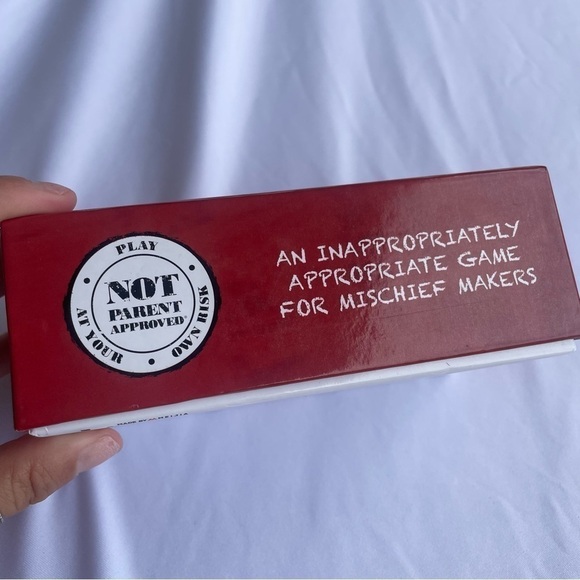 PLAY
NOT
PARENT
APPROVED®
AT YOUR
OWN RISK
AN INAPPROPRIATELY
APPROPRIATE GAME
FOR MISCHIEF MAKERS